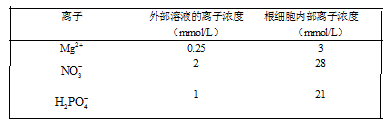 离子 外部溶液的离子浓度 根细胞内部离子浓度
（mmol/L） （mmol/L）
Mg²⁺ 0.25 3
NO₃⁻ 2 28
H₂PO₄⁻ 1 21